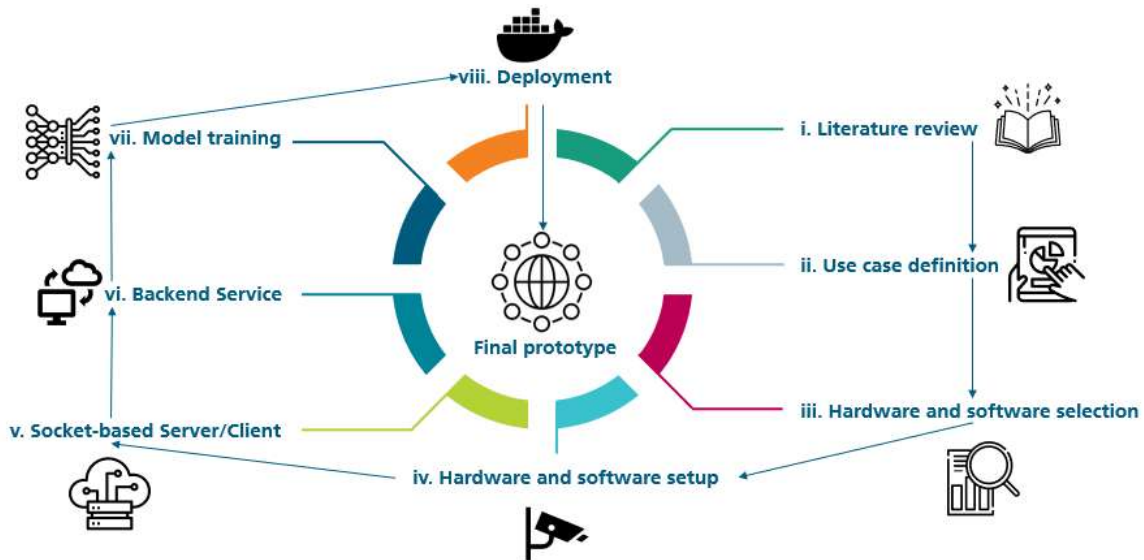 viii. Deployment
vii. Model training
i. Literature review
ii. Use case definition
vi. Backend Service
Final prototype
iii. Hardware and software selection
v. Socket-based Server/Client
iv. Hardware and software setup